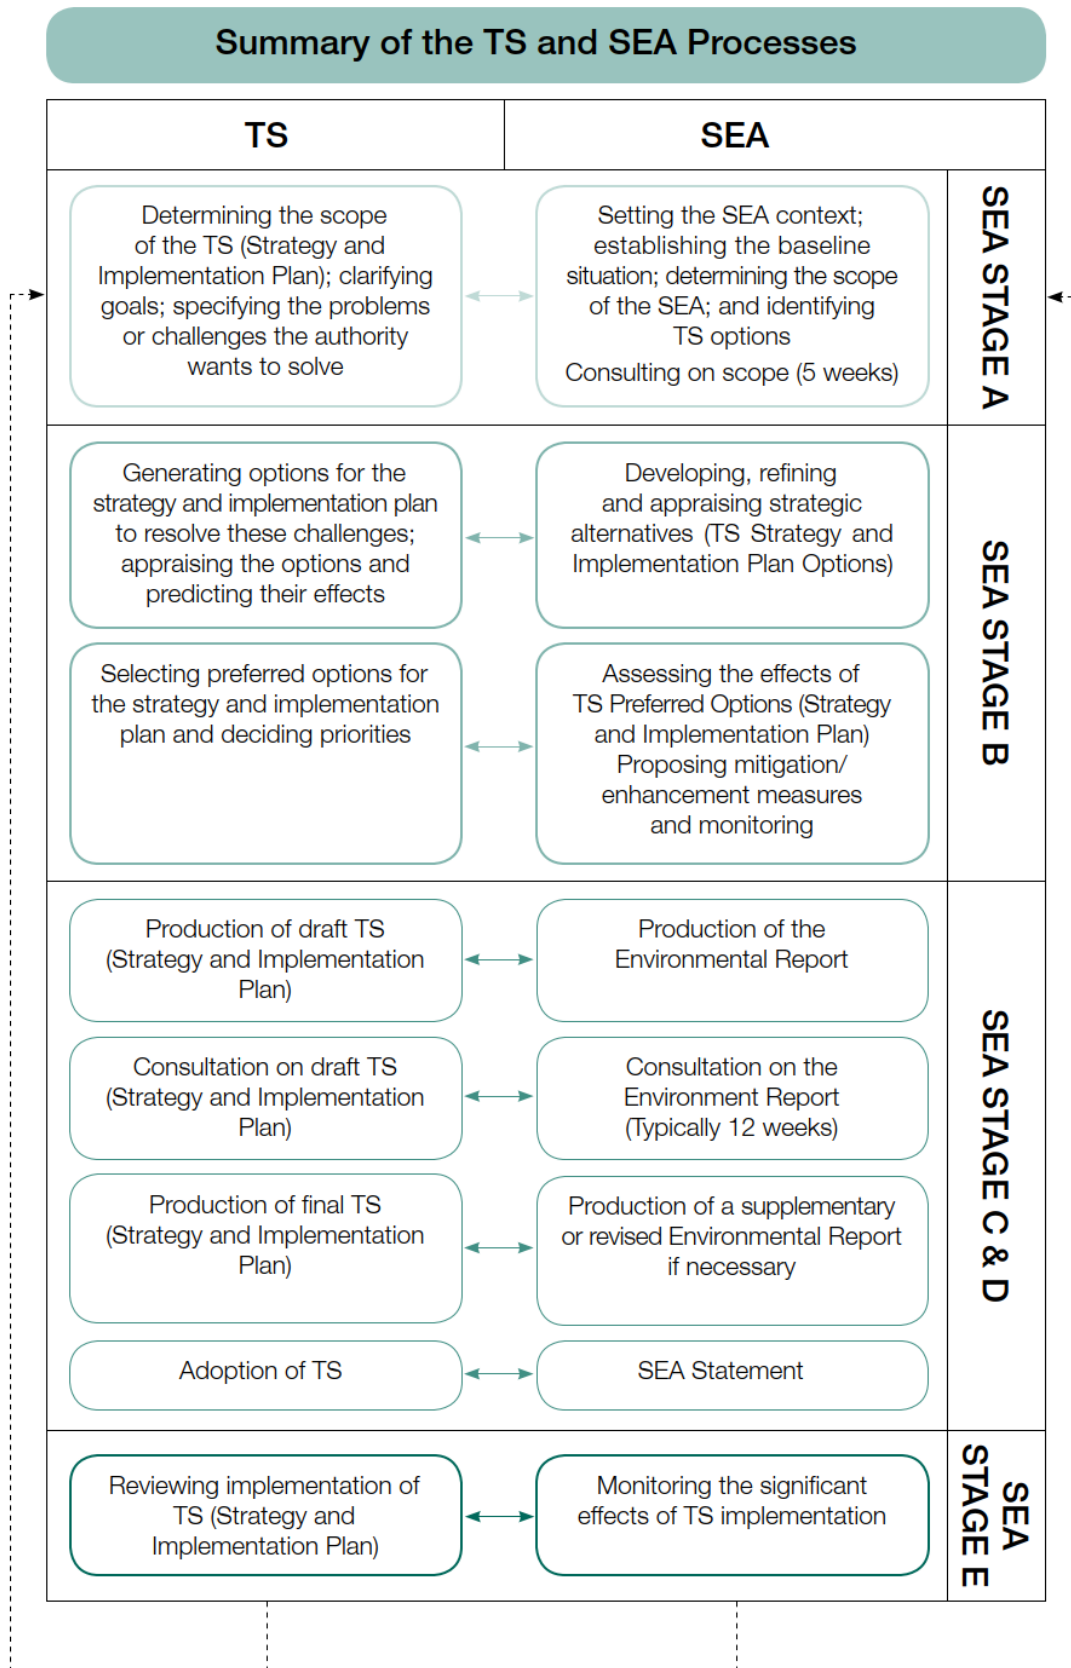 Summary of the TS and SEA Processes
TS
SEA
Determining the scope
of the TS (Strategy and
Implementation Plan); clarifying
goals; specifying the problems
or challenges the authority
wants to solve
Setting the SEA context;
establishing the baseline
situation; determining the scope
of the SEA; and identifying
TS options
Consulting on scope (5 weeks)
SEA STAGE A
Generating options for the
strategy and implementation plan
to resolve these challenges;
appraising the options and
predicting their effects
Developing, refining
and appraising strategic
alternatives (TS Strategy and
Implementation Plan Options)
Selecting preferred options for
the strategy and implementation
plan and deciding priorities
Assessing the effects of
TS Preferred Options (Strategy
and Implementation Plan)
Proposing mitigation/
enhancement measures
and monitoring
SEA STAGE B
Production of draft TS
(Strategy and Implementation
Plan)
Production of the
Environmental Report
Consultation on draft TS
(Strategy and Implementation
Plan)
Consultation on the
Environment Report
(Typically 12 weeks)
Production of final TS
(Strategy and Implementation
Plan)
Production of a supplementary
or revised Environmental Report
if necessary
Adoption of TS
SEA Statement
SEA STAGE C & D
Reviewing implementation of
TS (Strategy and
Implementation Plan)
Monitoring the significant
effects of TS implementation
SEA
STAGE E